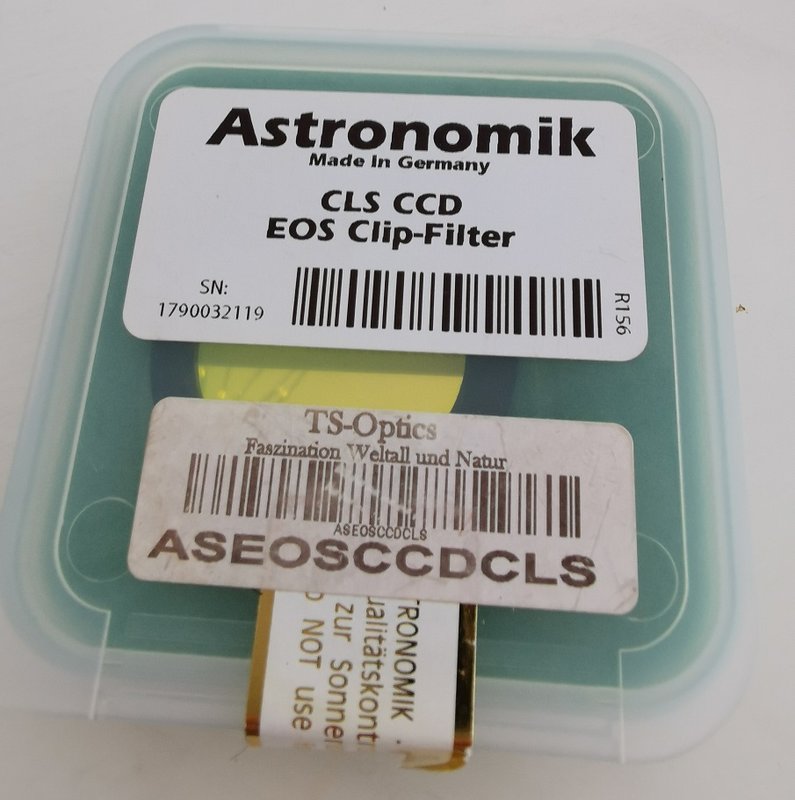 Astronomik
Made In Germany
CLS CCD
EOS Clip-Filter
SN:
1790032119
R156
TS-Optics
Faszination Weltall und Natur
ASEOSCCDCLS
ASEOSCCDCLS
TRONOMIK
ualitätskontr
zur Sonnen
NOT use